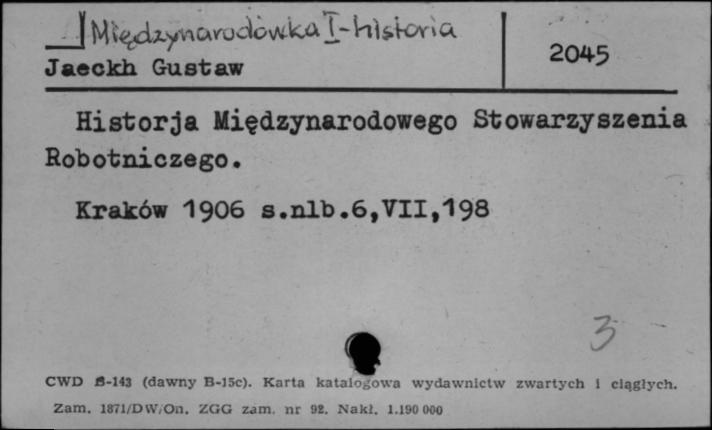 Międzynarodówka I-historia
Jaeckh Gustaw
2045
Historja Międzynarodowego Stowarzyszenia
Robotniczego.
Kraków 1906 s.nlb.6,VII,198
3
CWD B-143 (dawny B-15c). Karta katalogowa wydawnictw zwartych i ciągłych.
Zam. 1871/DW/On. ZGG zam. nr 92. Nakł. 1.190 000